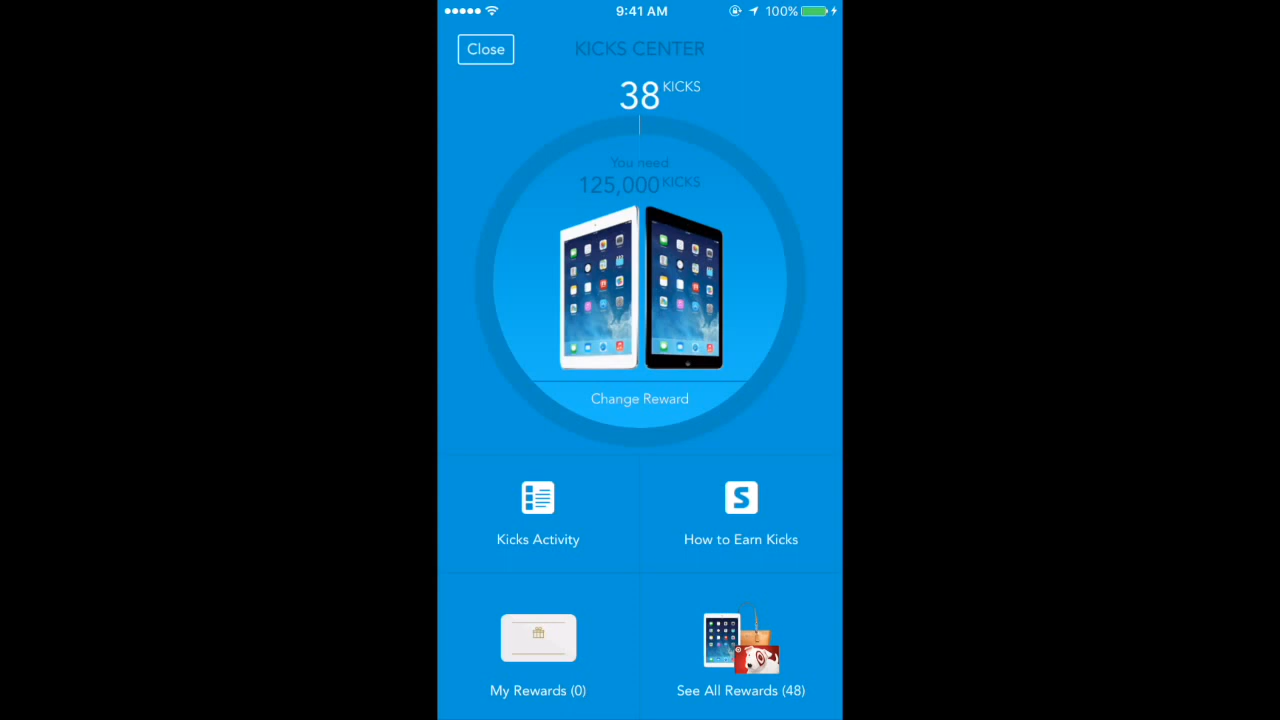 9:41 AM
100%
Close
KICKS CENTER
38 KICKS
You need
125,000 KICKS
Change Reward
Kicks Activity
S
How to Earn Kicks
My Rewards (0)
See All Rewards (48)